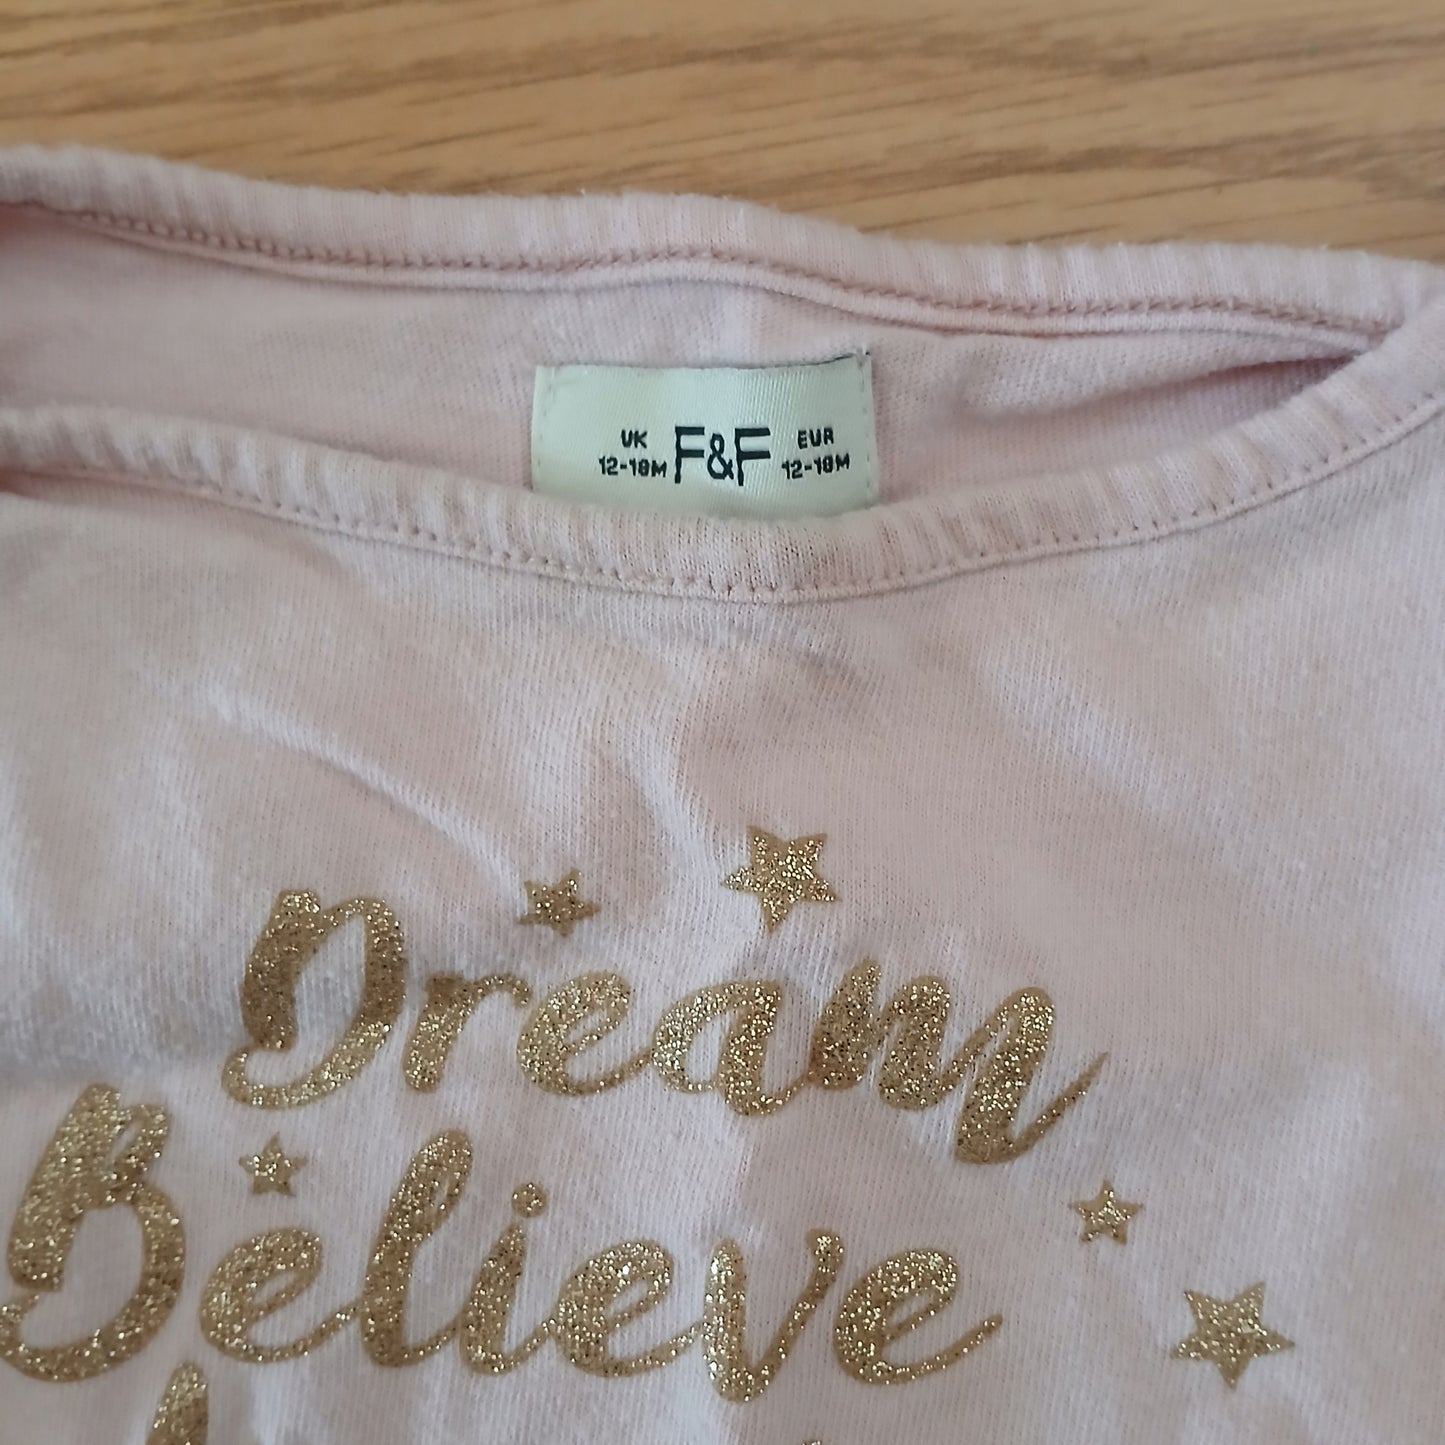 UK F&F EUR
12-18M 12-18M
Dream
Believe